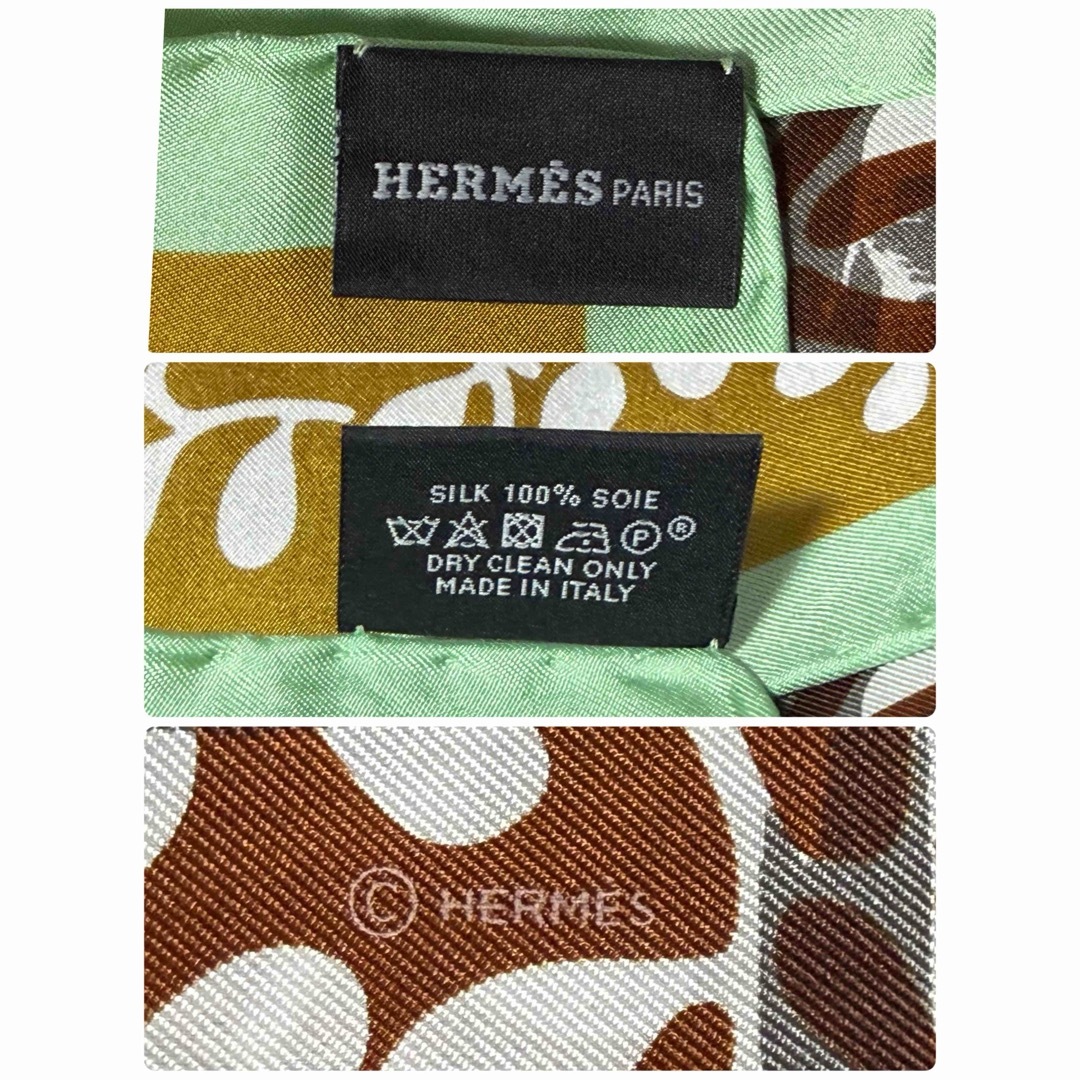 HERMÈS PARIS
SILK 100% SOIE
P ®
DRY CLEAN ONLY
MADE IN ITALY
© HERMES